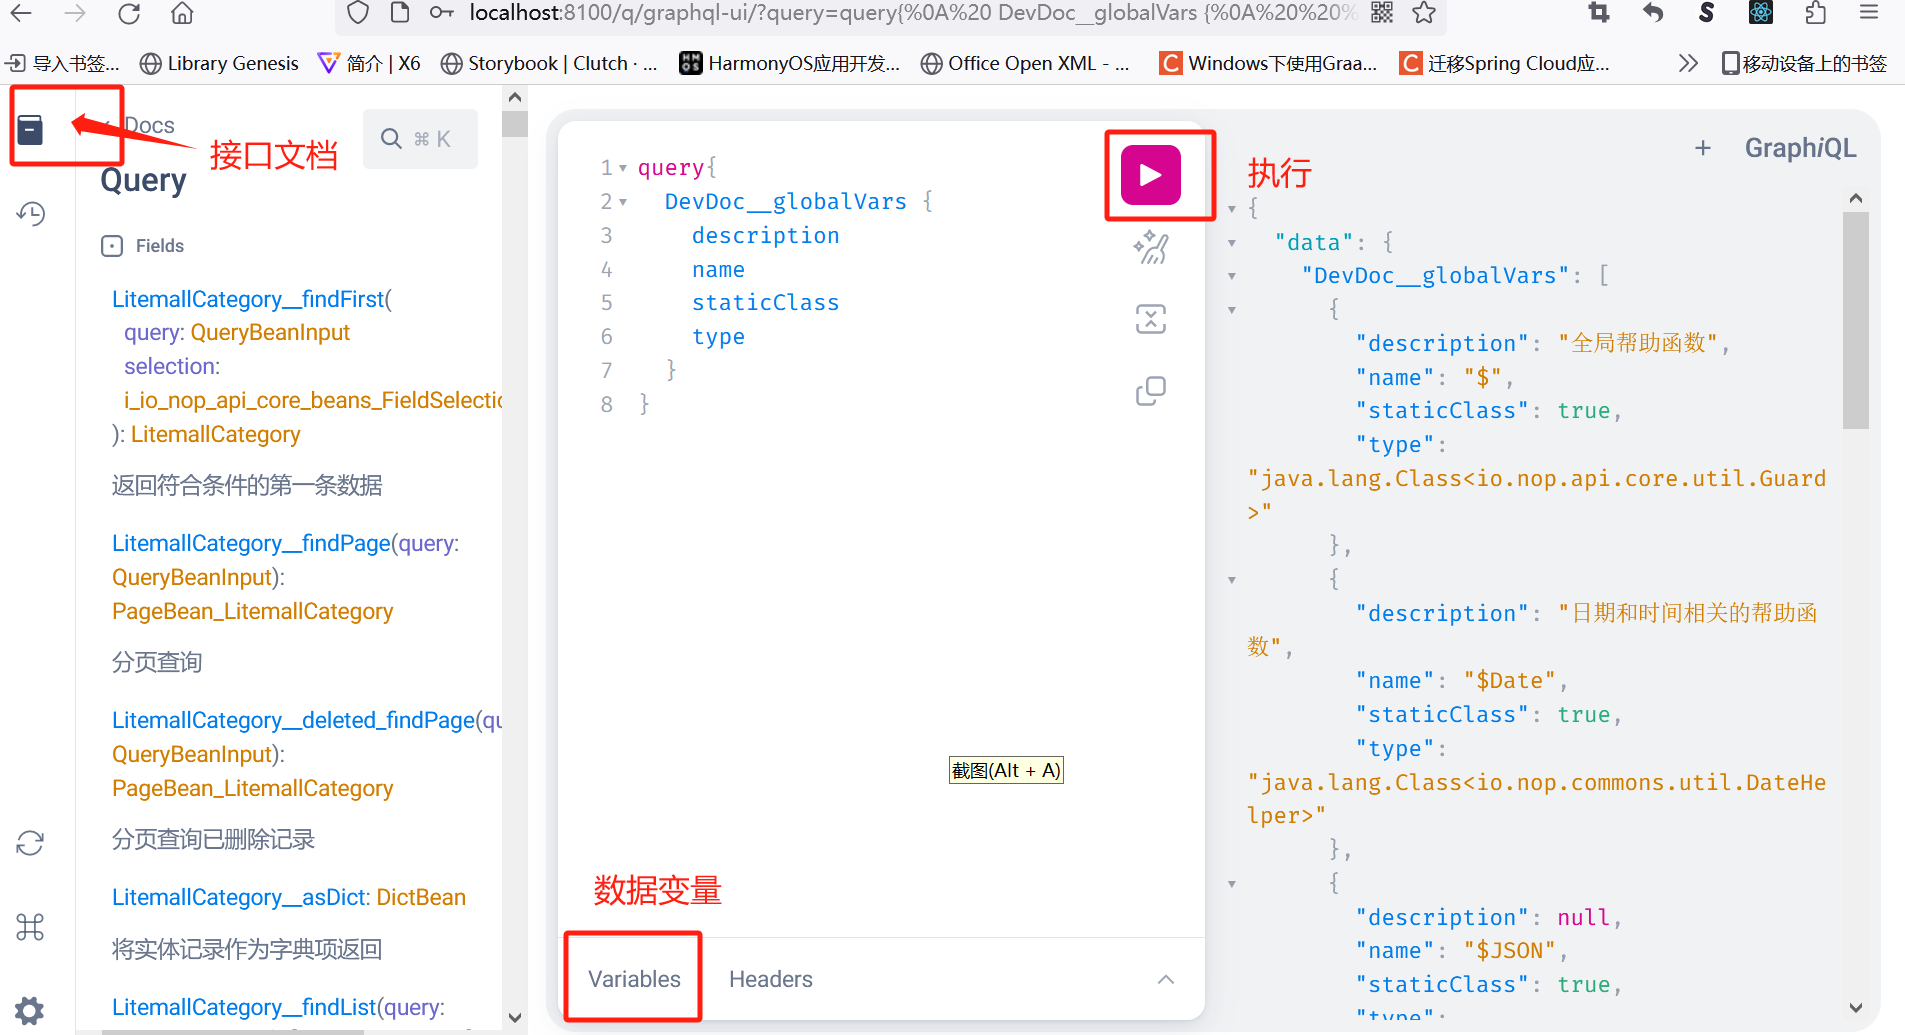 localhost:8100/q/graphql-ui/?query=query{%0A%20 DevDoc__globalVars {%0A%20%20%
导入书签... Library Genesis 简介 | X6 Storybook | Clutch · ... HarmonyOS应用开发... Office Open XML - ... Windows下使用Graa... 迁移Spring Cloud应... 移动设备上的书签
Docs
⌘ K
接口文档
Query
Fields
LitemallCategory__findFirst(
query: QueryBeanInput
selection:
i_io_nop_api_core_beans_FieldSelectio
): LitemallCategory
返回符合条件的第一条数据
LitemallCategory__findPage(query:
QueryBeanInput):
PageBean_LitemallCategory
分页查询
LitemallCategory__deleted_findPage(qu
QueryBeanInput):
PageBean_LitemallCategory
分页查询已删除记录
LitemallCategory__asDict: DictBean
将实体记录作为字典项返回
LitemallCategory__findList(query:
1 query{
2 DevDoc__globalVars {
3 description
4 name
5 staticClass
6 type
7 }
8 }
截图(Alt + A)
数据变量
Variables Headers
执行
+ GraphiQL
{
"data": {
"DevDoc__globalVars": [
{
"description": "全局帮助函数",
"name": "$",
"staticClass": true,
"type":
"java.lang.Class<io.nop.api.core.util.Guard
>"
},
{
"description": "日期和时间相关的帮助函
数",
"name": "$Date",
"staticClass": true,
"type":
"java.lang.Class<io.nop.commons.util.DateHe
lper>"
},
{
"description": null,
"name": "$JSON",
"staticClass": true,
"type":